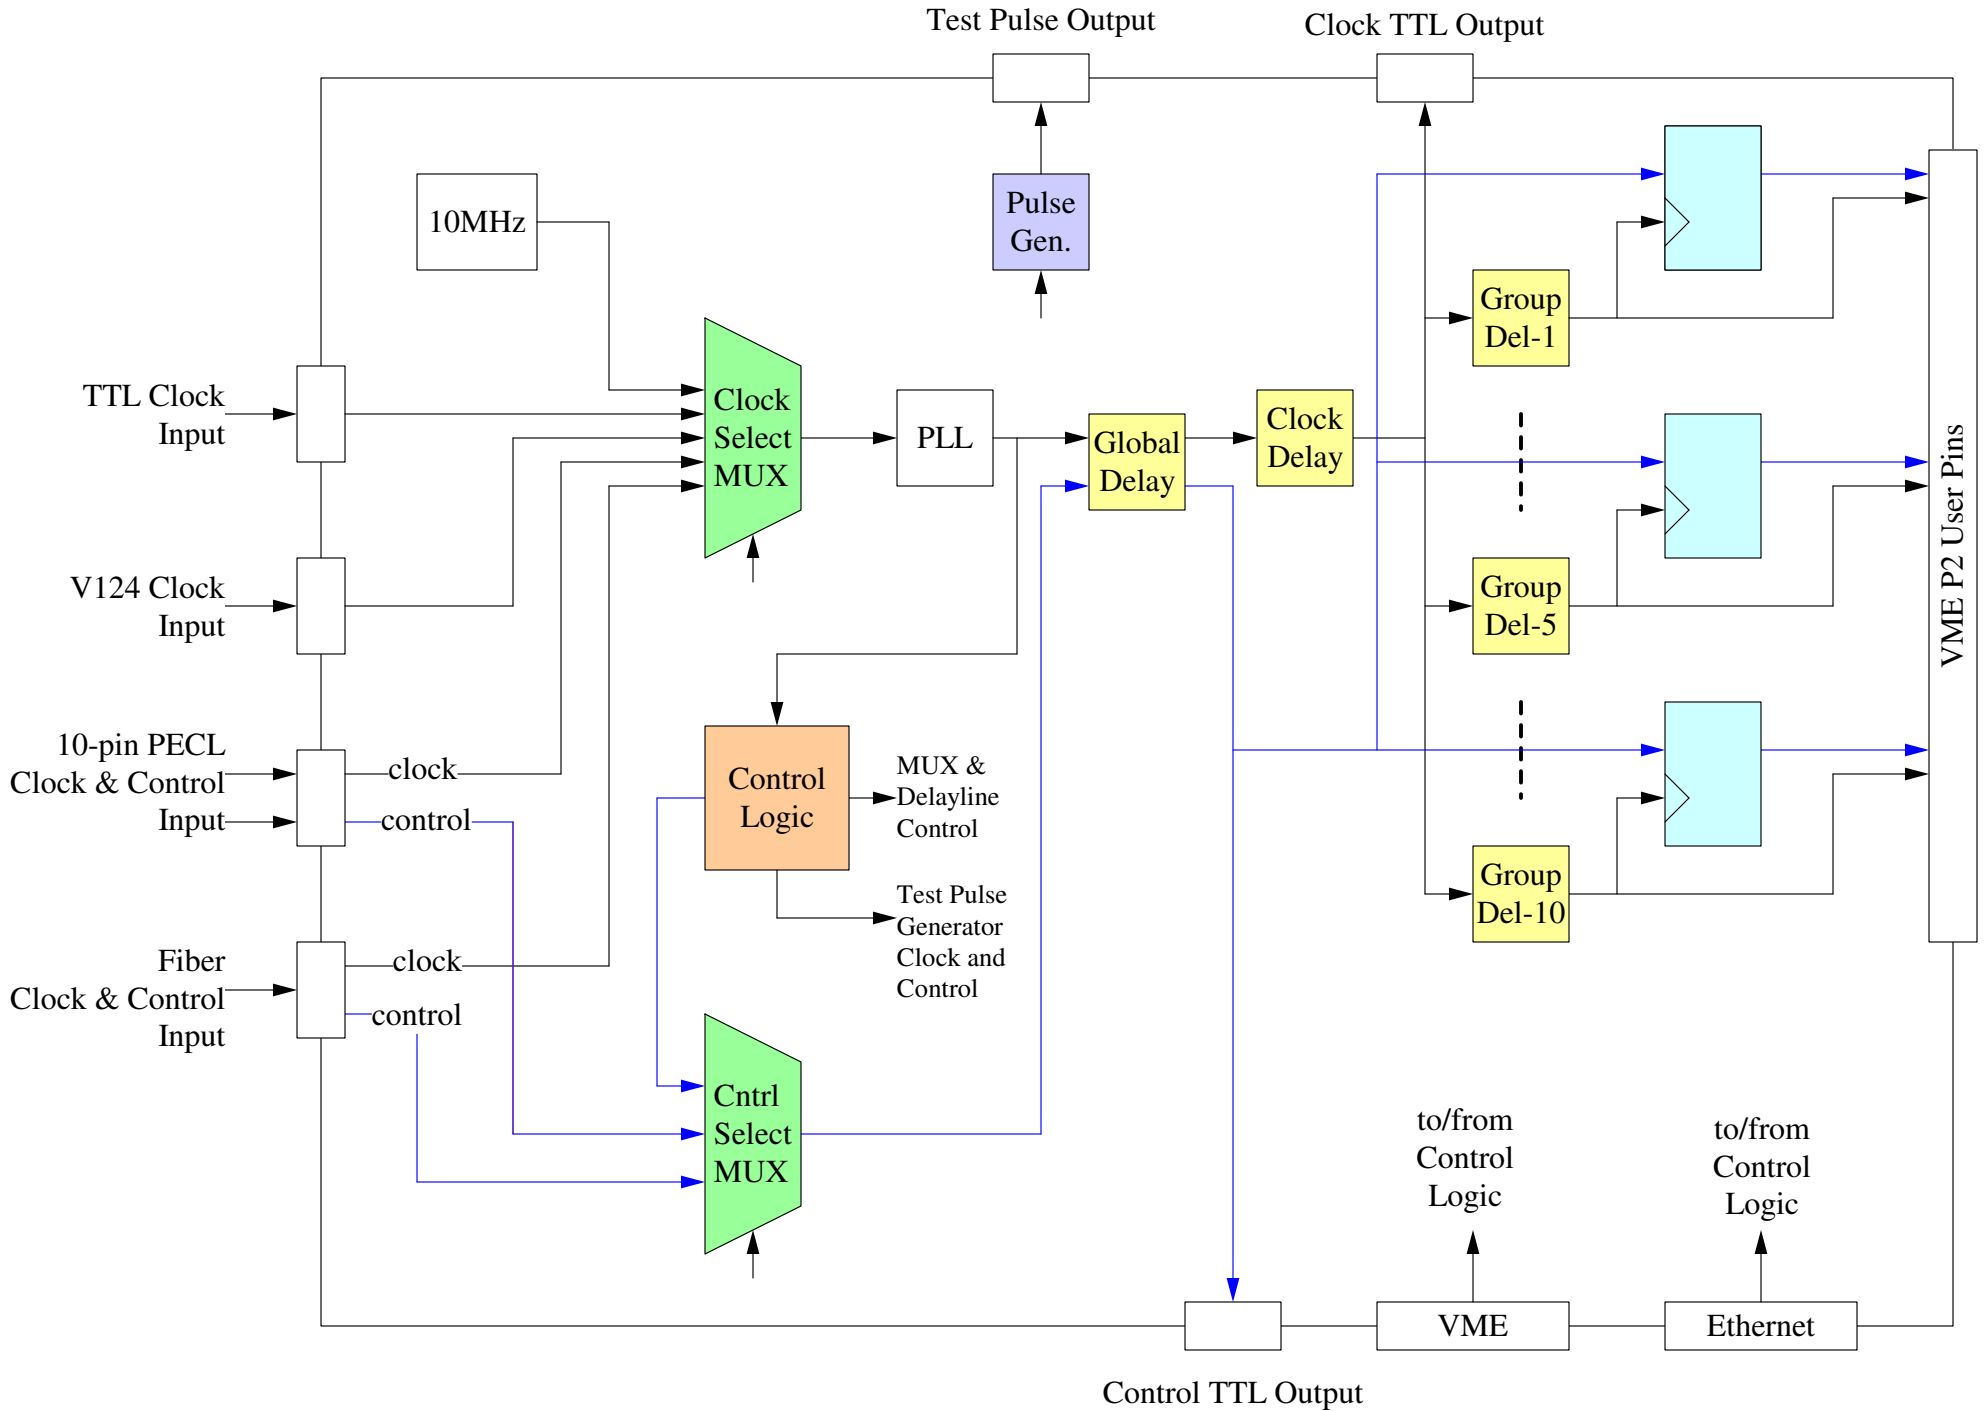 Test Pulse Output
Clock TTL Output
10MHz
Pulse
Gen.
Group
Del-1
TTL Clock
Input
Clock
Select
MUX
PLL
Global
Delay
Clock
Delay
VME P2 User Pins
V124 Clock
Input
Group
Del-5
10-pin PECL
Clock & Control
Input
clock
control
Control
Logic
MUX &
Delayline
Control
Test Pulse
Generator
Clock and
Control
Group
Del-10
Fiber
Clock & Control
Input
clock
control
Cntrl
Select
MUX
to/from
Control
Logic
to/from
Control
Logic
VME
Ethernet
Control TTL Output